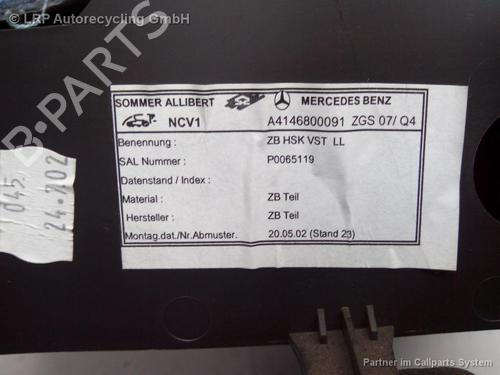 LRP Autorecycling GmbH
B-PARTS
SOMMER ALLIBERT MERCEDES BENZ
NCV1 A4146800091 ZGS 07/ Q4
Benennung : ZB HSK VST LL
SAL Nummer : P0065119
Datenstand / Index :
Material : ZB Teil
Hersteller : ZB Teil
Montag.dat./Nr.Abmuster. 20.05.02 (Stand 23)
045
24.202
Partner im Callparts System